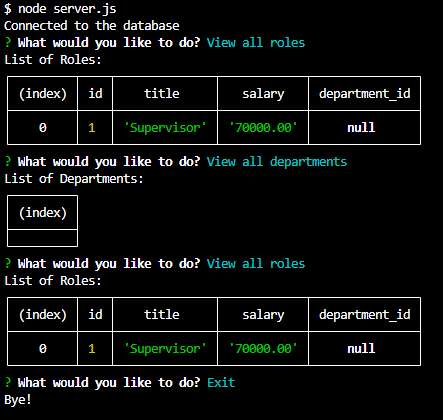 $ node server.js
Connected to the database
? What would you like to do? View all roles
List of Roles:
(index) id title salary department_id
0 1 'Supervisor' '70000.00' null
? What would you like to do? View all departments
List of Departments:
(index)
? What would you like to do? View all roles
List of Roles:
(index) id title salary department_id
0 1 'Supervisor' '70000.00' null
? What would you like to do? Exit
Bye!